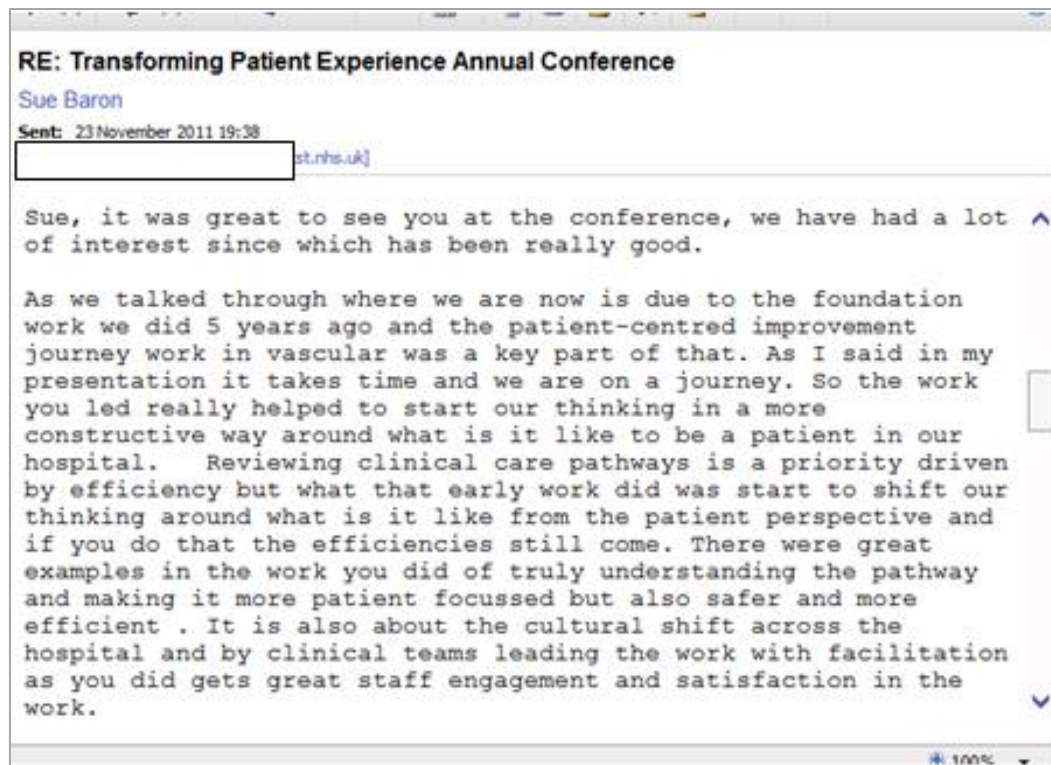 RE: Transforming Patient Experience Annual Conference
Sue Baron
Sent: 23 November 2011 19:38
st.nhs.uk]
Sue, it was great to see you at the conference, we have had a lot
of interest since which has been really good.
As we talked through where we are now is due to the foundation
work we did 5 years ago and the patient-centred improvement
journey work in vascular was a key part of that. As I said in my
presentation it takes time and we are on a journey. So the work
you led really helped to start our thinking in a more
constructive way around what is it like to be a patient in our
hospital.   Reviewing clinical care pathways is a priority driven
by efficiency but what that early work did was start to shift our
thinking around what is it like from the patient perspective and
if you do that the efficiencies still come. There were great
examples in the work you did of truly understanding the pathway
and making it more patient focussed but also safer and more
efficient . It is also about the cultural shift across the
hospital and by clinical teams leading the work with facilitation
as you did gets great staff engagement and satisfaction in the
work.
100%